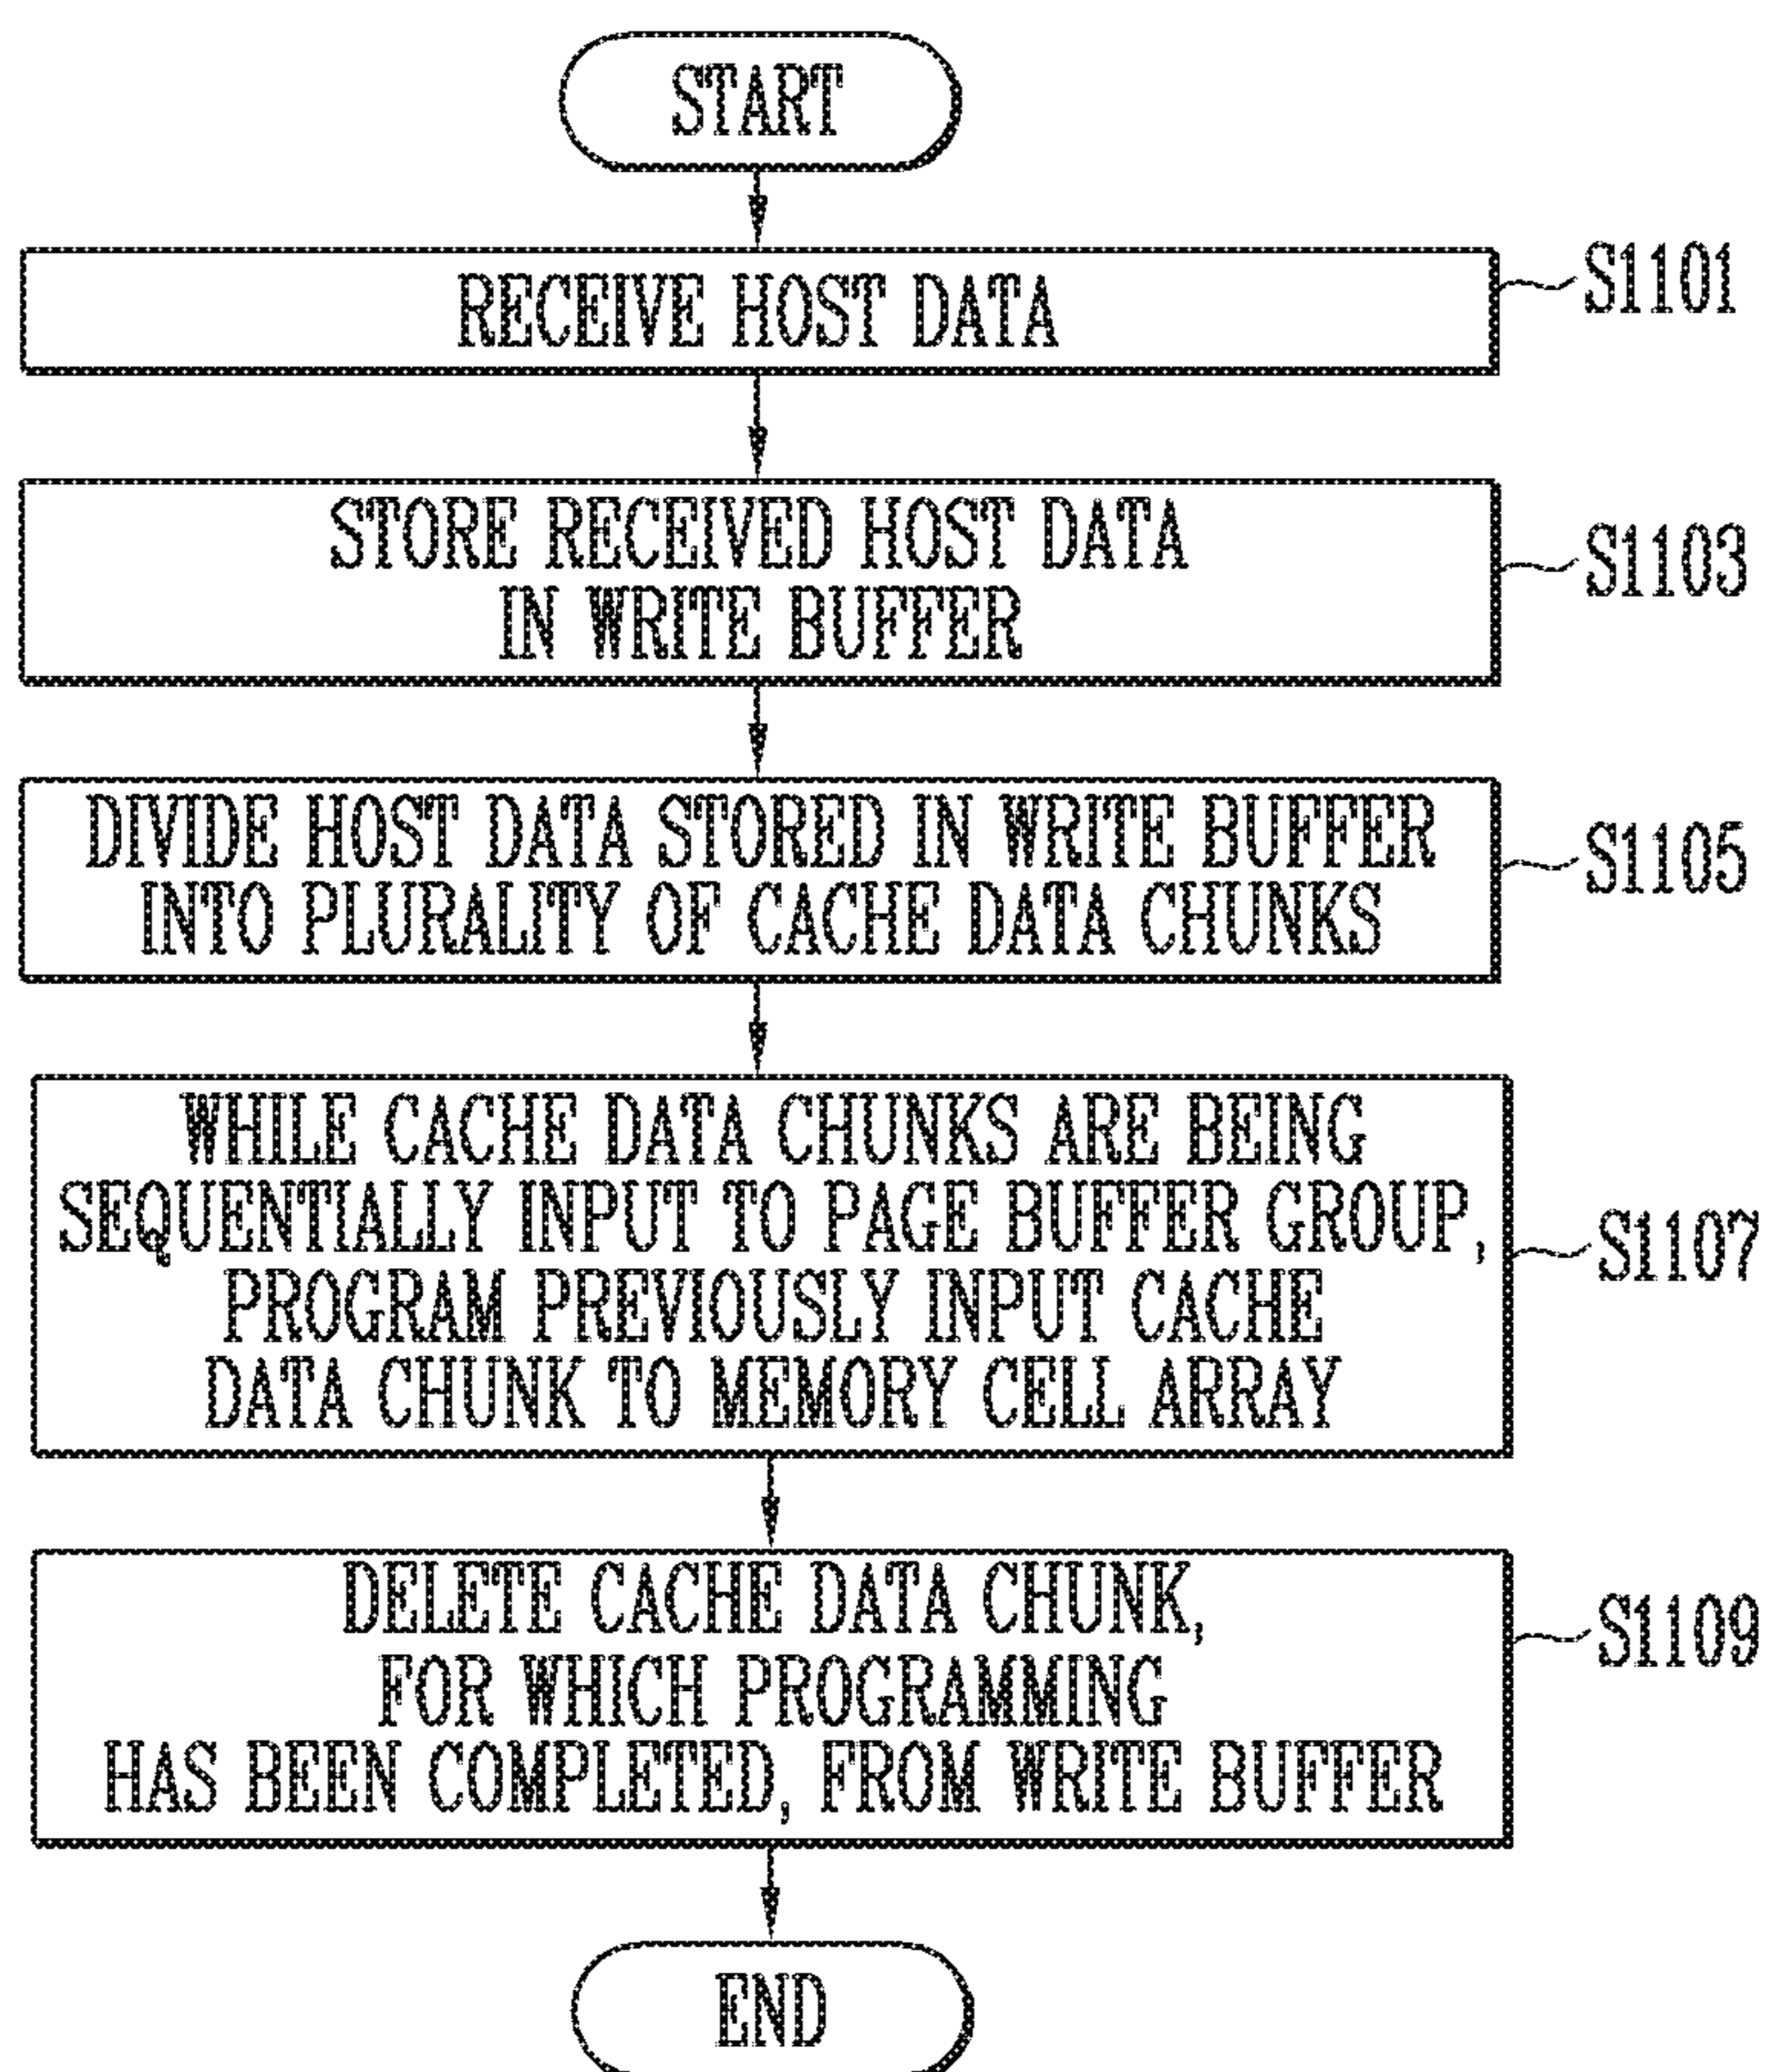 START
RECEIVE HOST DATA
S1101
STORE RECEIVED HOST DATA
IN WRITE BUFFER
S1103
DIVIDE HOST DATA STORED IN WRITE BUFFER
INTO PLURALITY OF CACHE DATA CHUNKS
S1105
WHILE CACHE DATA CHUNKS ARE BEING
SEQUENTIALLY INPUT TO PAGE BUFFER GROUP,
PROGRAM PREVIOUSLY INPUT CACHE
DATA CHUNK TO MEMORY CELL ARRAY
S1107
DELETE CACHE DATA CHUNK,
FOR WHICH PROGRAMMING
HAS BEEN COMPLETED, FROM WRITE BUFFER
S1109
END